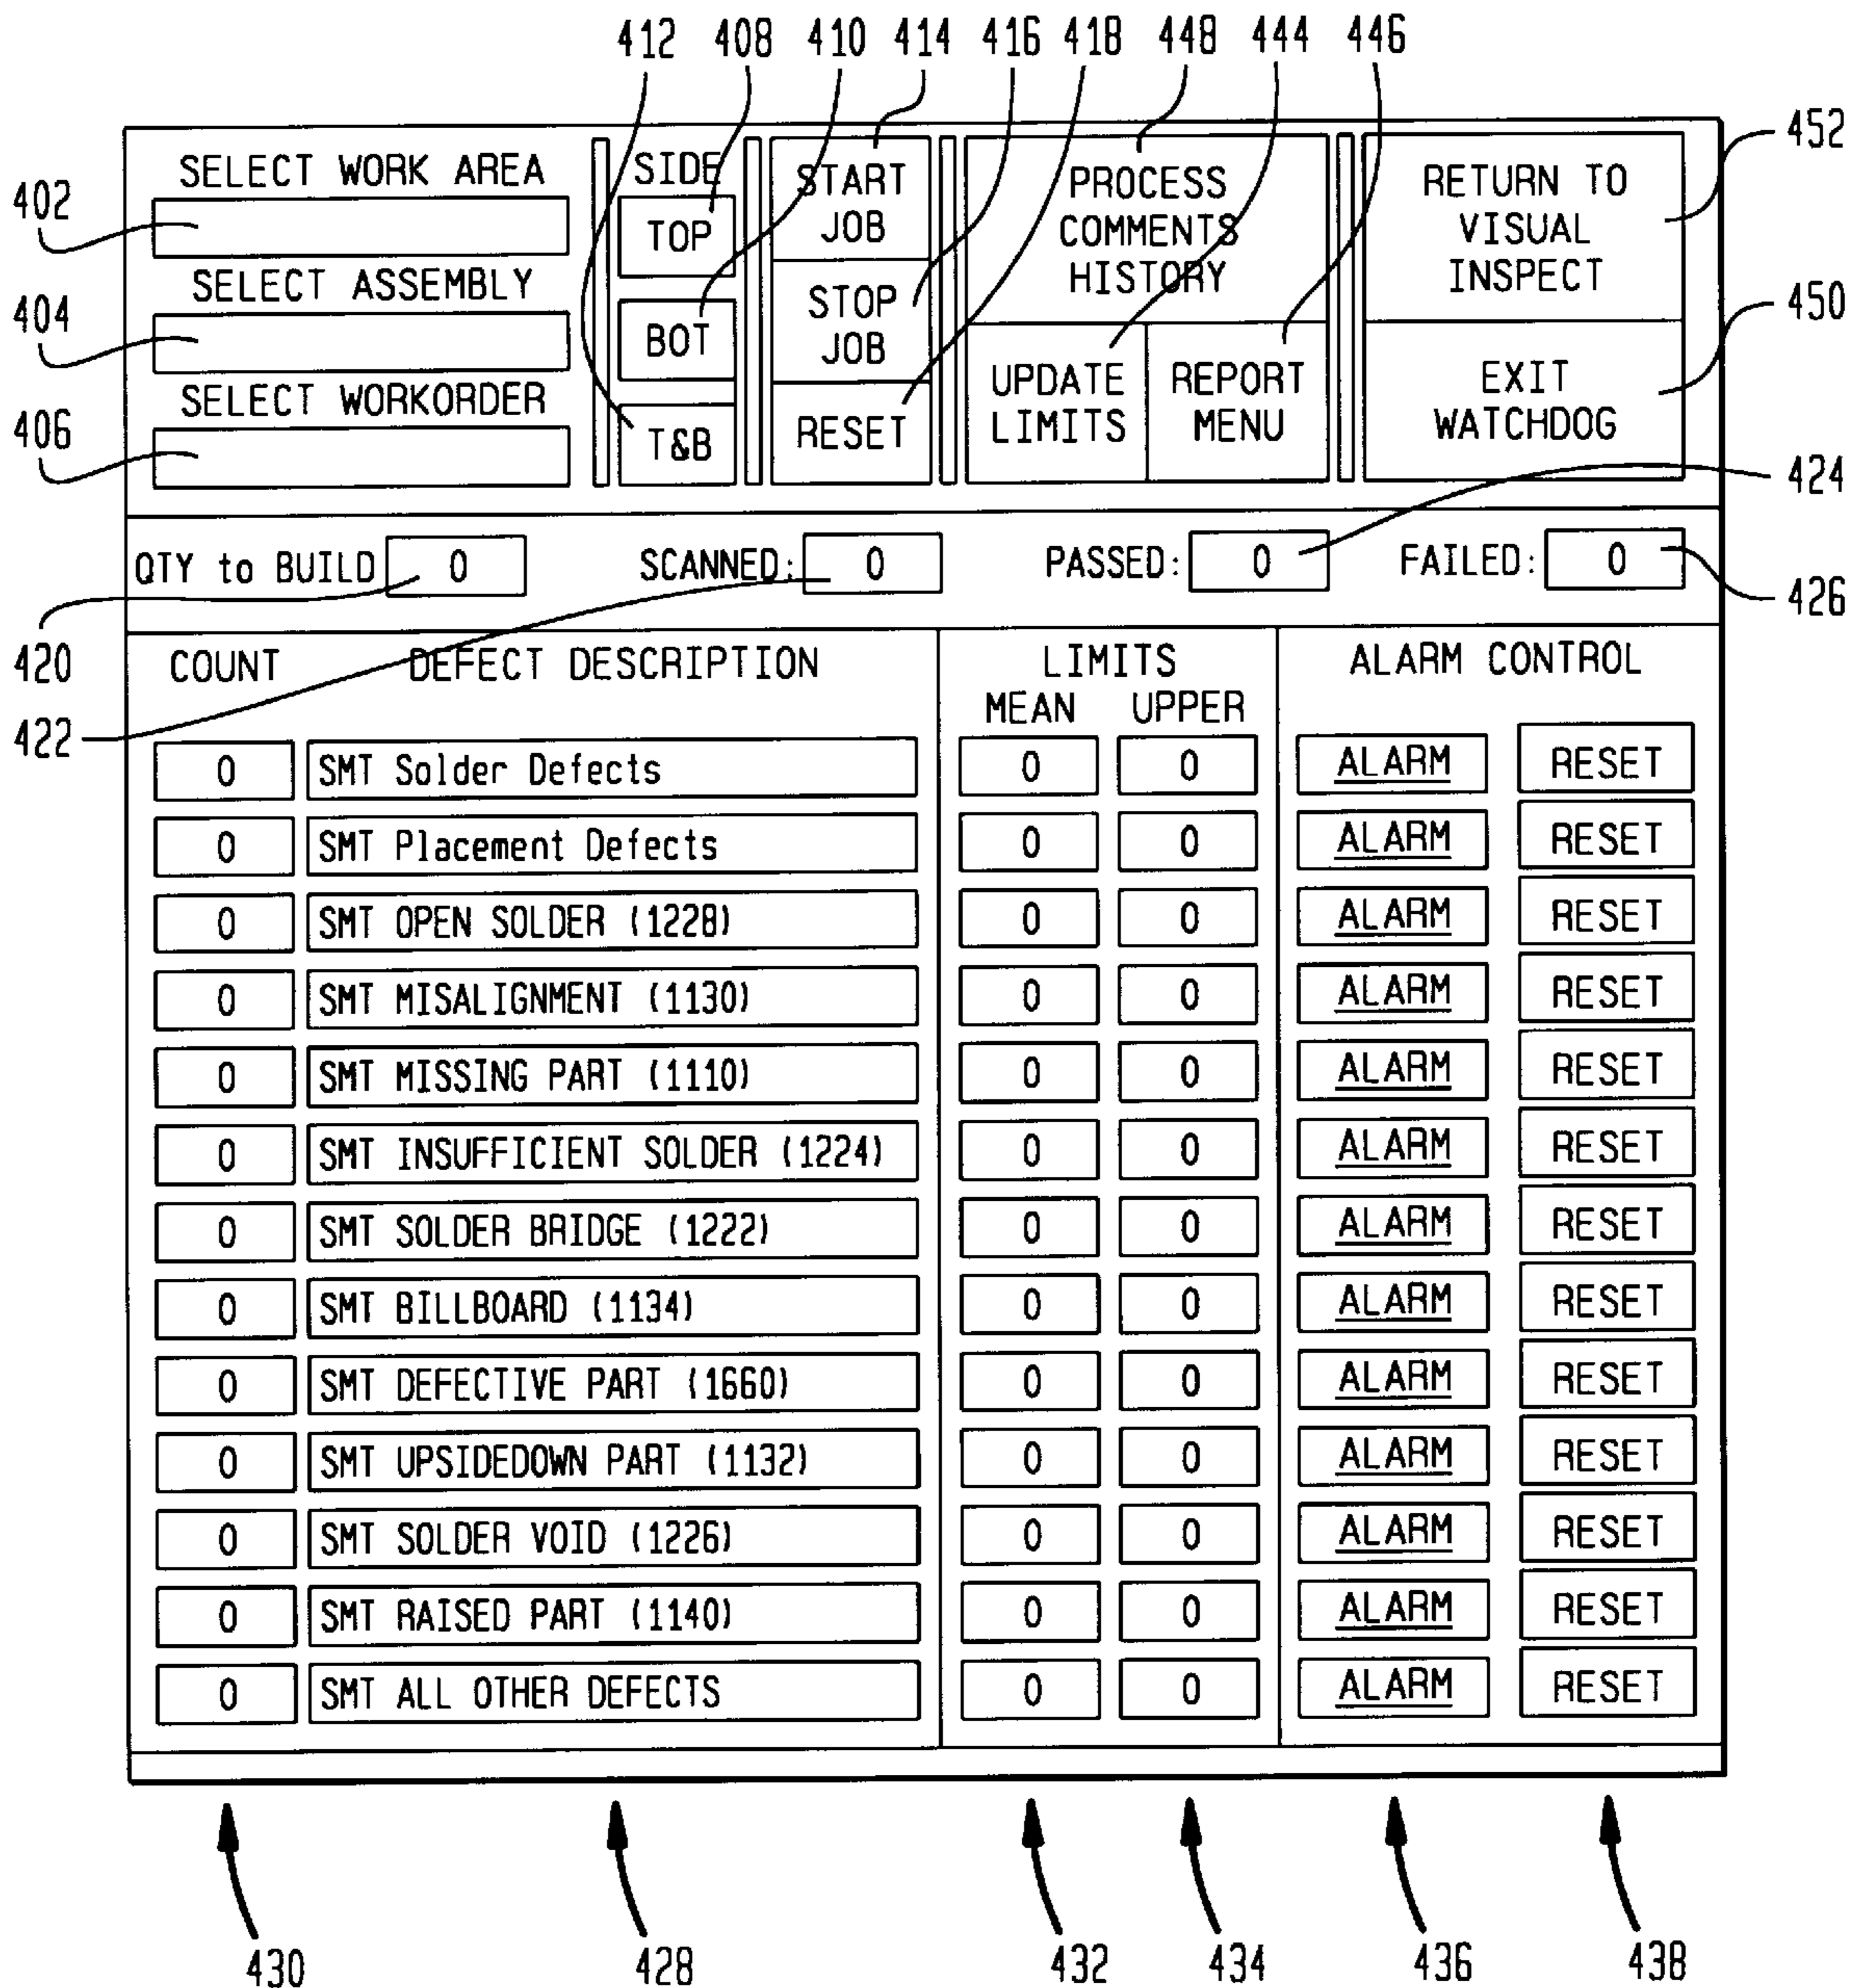 412 408 410 414 416 418 448 444 446
452
SELECT WORK AREA
402
SELECT ASSEMBLY
404
SELECT WORKORDER
406
SIDE
TOP
BOT
T&B
START JOB
STOP JOB
RESET
PROCESS COMMENTS HISTORY
UPDATE LIMITS
REPORT MENU
RETURN TO VISUAL INSPECT
EXIT WATCHDOG
450
424
QTY to BUILD 0 SCANNED: 0 PASSED: 0 FAILED: 0
426
420
422
COUNT DEFECT DESCRIPTION LIMITS ALARM CONTROL
MEAN UPPER
0 SMT Solder Defects 0 0 ALARM RESET
0 SMT Placement Defects 0 0 ALARM RESET
0 SMT OPEN SOLDER (1228) 0 0 ALARM RESET
0 SMT MISALIGNMENT (1130) 0 0 ALARM RESET
0 SMT MISSING PART (1110) 0 0 ALARM RESET
0 SMT INSUFFICIENT SOLDER (1224) 0 0 ALARM RESET
0 SMT SOLDER BRIDGE (1222) 0 0 ALARM RESET
0 SMT BILLBOARD (1134) 0 0 ALARM RESET
0 SMT DEFECTIVE PART (1660) 0 0 ALARM RESET
0 SMT UPSIDEDOWN PART (1132) 0 0 ALARM RESET
0 SMT SOLDER VOID (1226) 0 0 ALARM RESET
0 SMT RAISED PART (1140) 0 0 ALARM RESET
0 SMT ALL OTHER DEFECTS 0 0 ALARM RESET
430 428 432 434 436 438